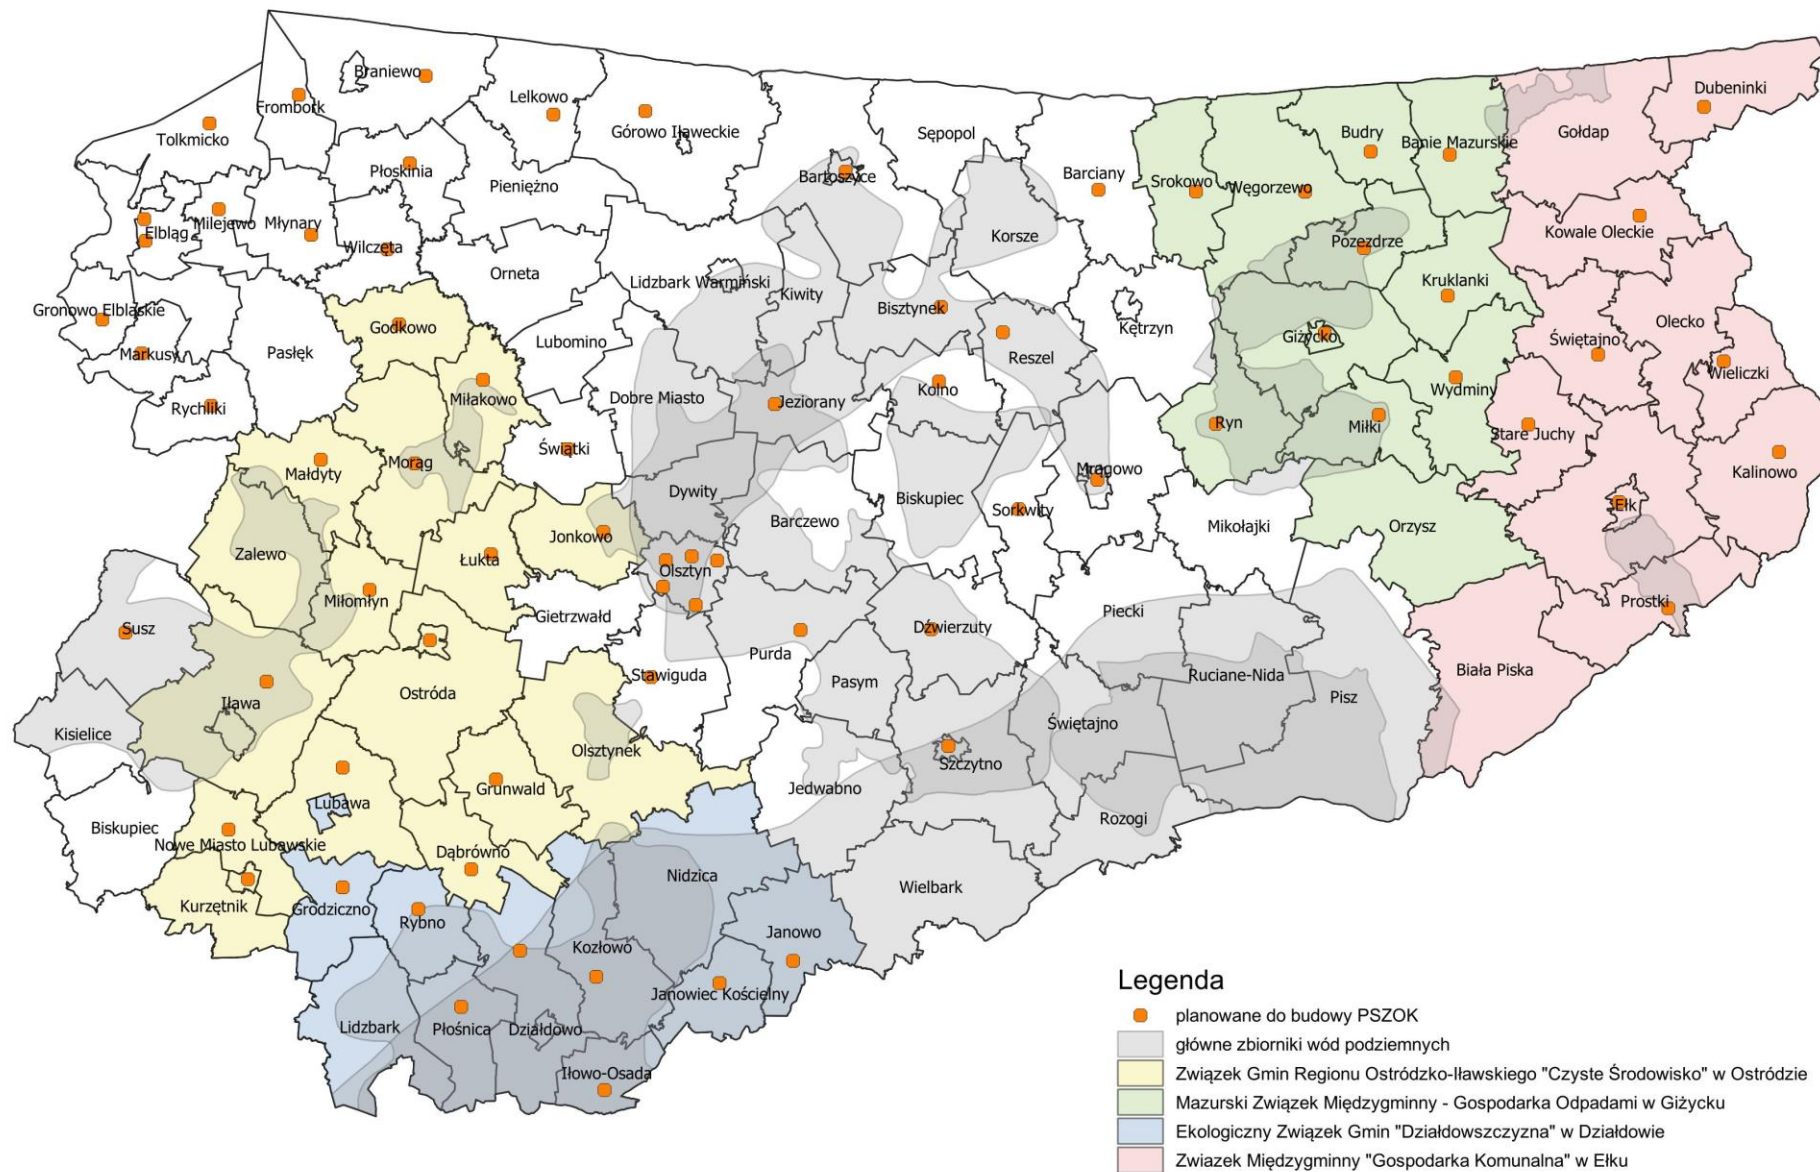 Braniewo
Frombork
Lelkowo
Tolkmicko
Górowo Iławeckie
Sępopol
Dubeninki
Gołdap
Budry
Banie Mazurskie
Płoskinia
Pieniężno
Bartoszyce
Barciany
Srokowo
Węgorzewo
Milejewo
Młynary
Elbląg
Wilczęta
Korsze
Pozezdrze
Kowale Oleckie
Orneta
Lidzbark Warmiński
Kiwity
Bisztynek
Kętrzyn
Kruklanki
Gronowo Elbląskie
Godkowo
Olecko
Markusy
Pasłęk
Lubomino
Reszel
Giżycko
Świętajno
Wieliczki
Rychliki
Miłakowo
Dobre Miasto
Jeziorany
Kolno
Wydminy
Świątki
Ryn
Miłki
Stare Juchy
Małdyty
Morąg
Mrągowo
Kalinowo
Dywity
Biskupiec
Sorkwity
Mikołajki
Orzysz
Ełk
Zalewo
Łukta
Jonkowo
Barczewo
Olsztyn
Miłomłyn
Gietrzwałd
Prostki
Susz
Dźwierzuty
Piecki
Purda
Stawiguda
Pasym
Ruciane-Nida
Pisz
Biała Piska
Ostróda
Iława
Kisielice
Świętajno
Olsztynek
Szczytno
Jedwabno
Grunwald
Lubawa
Biskupiec
Rozogi
Nowe Miasto Lubawskie
Dąbrówno
Nidzica
Wielbark
Kurzętnik
Grodziczno
Rybno
Janowo
Kozłowo
Janowiec Kościelny
Lidzbark
Płośnica
Działdowo
Iłowo-Osada
Legenda
planowane do budowy PSZOK
główne zbiorniki wód podziemnych
Związek Gmin Regionu Ostródzko-Iławskiego "Czyste Środowisko" w Ostródzie
Mazurski Związek Międzygminny - Gospodarka Odpadami w Giżycku
Ekologiczny Związek Gmin "Działdowszczyzna" w Działdowie
Zwiazek Międzygminny "Gospodarka Komunalna" w Ełku